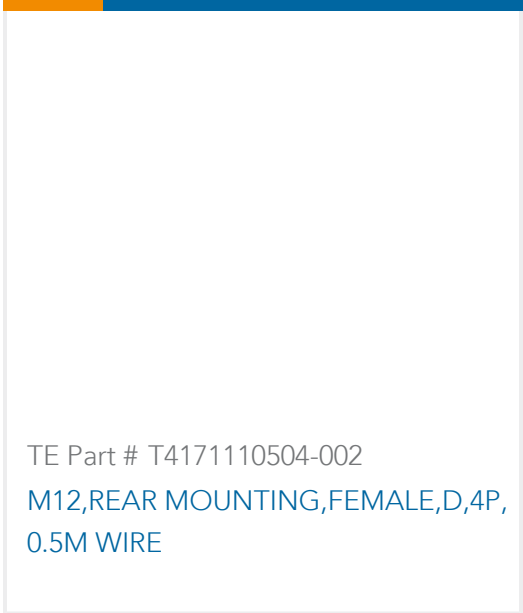 TE Part # T4171110504-002
M12,REAR MOUNTING,FEMALE,D,4P,
0.5M WIRE